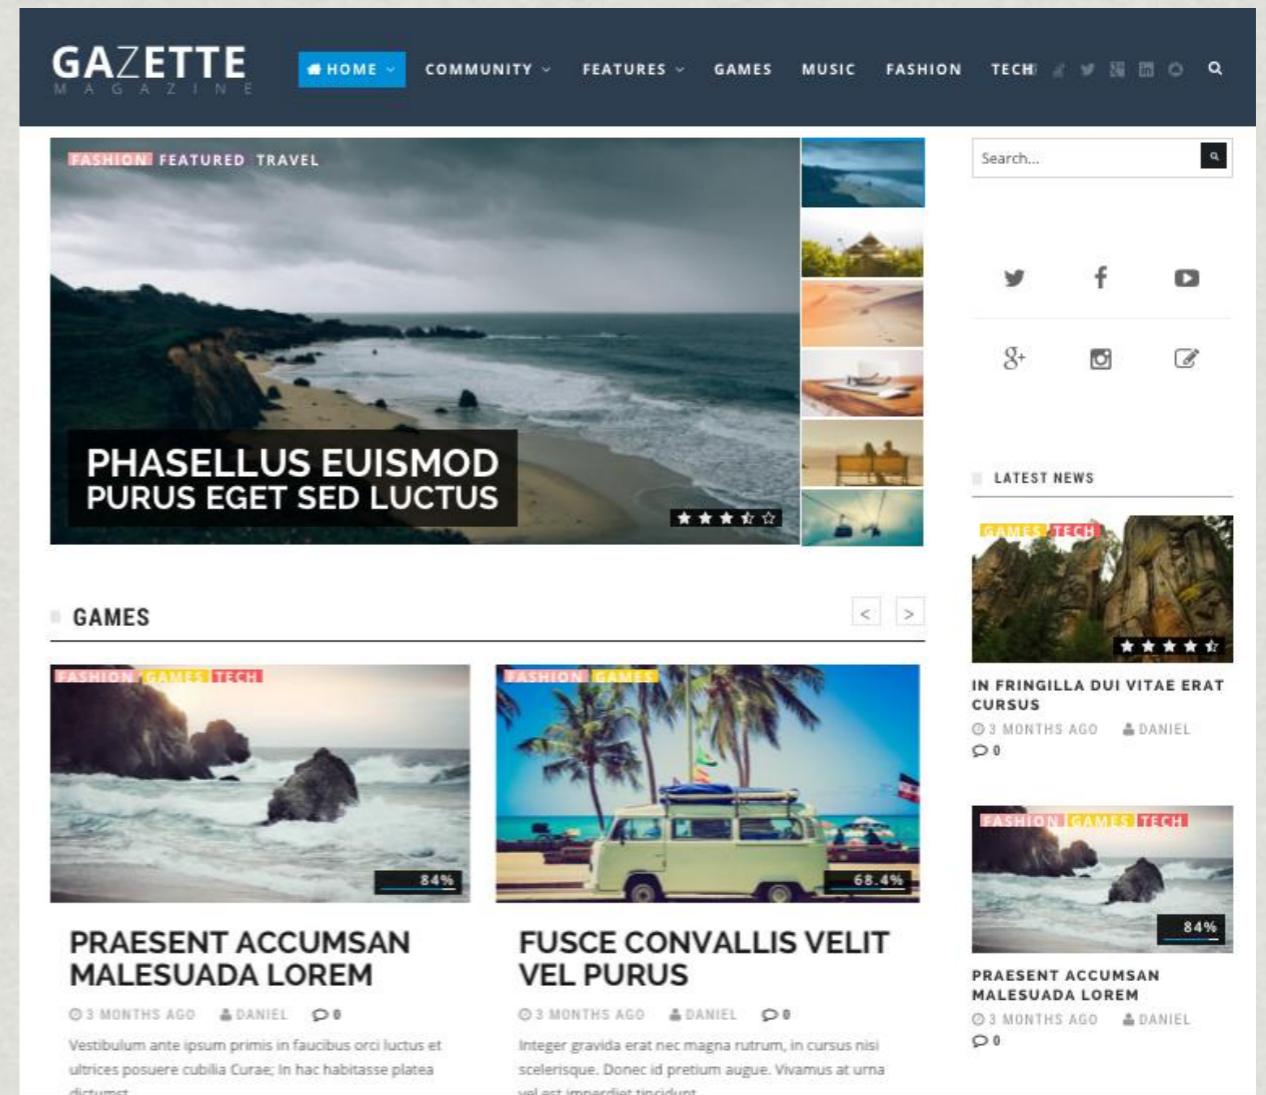 GAZETTE
MAGAZINE
HOME
COMMUNITY
FEATURES
GAMES
MUSIC
FASHION
TECH
FASHION FEATURED TRAVEL
PHASELLUS EUISMOD
PURUS EGET SED LUCTUS
Search...
LATEST NEWS
GAMES TECH
IN FRINGILLA DUI VITAE ERAT
CURSUS
3 MONTHS AGO DANIEL
0
FASHION GAMES TECH
84%
PRAESENT ACCUMSAN
MALESUADA LOREM
3 MONTHS AGO DANIEL
0
GAMES
< >
FASHION GAMES TECH
84%
PRAESENT ACCUMSAN
MALESUADA LOREM
3 MONTHS AGO DANIEL 0
Vestibulum ante ipsum primis in faucibus orci luctus et
ultrices posuere cubilia Curae; In hac habitasse platea
dictumst
FASHION GAMES
68.4%
FUSCE CONVALLIS VELIT
VEL PURUS
3 MONTHS AGO DANIEL 0
Integer gravida erat nec magna rutrum, in cursus nisi
scelerisque. Donec id pretium augue. Vivamus at urna
vel est imperdiet tincidunt